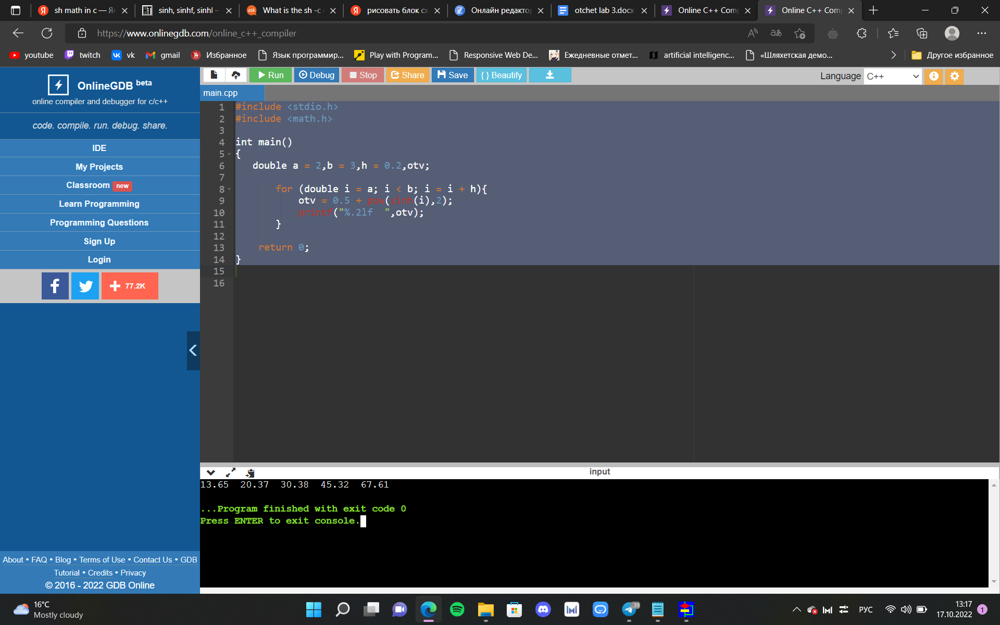 sh math in c — Я
sinh, sinhf, sinhl –
What is the sh -c c
рисовать блок сх
Онлайн редактор
otchet lab 3.docx
Online C++ Com
Online C++ Com
https://www.onlinegdb.com/online_c++_compiler
youtube
twitch
vk
gmail
Избранное
Язык программир...
Play with Program...
Responsive Web De...
Ежедневные отмет...
artificial intelligenc...
«Шляхетская демо...
Другое избранное
OnlineGDB beta
online compiler and debugger for c/c++
code. compile. run. debug. share.
IDE
My Projects
Classroom new
Learn Programming
Programming Questions
Sign Up
Login
77.2K
About • FAQ • Blog • Terms of Use • Contact Us • GDB
Tutorial • Credits • Privacy
© 2016 - 2022 GDB Online
Run
Debug
Stop
Share
Save
{ } Beautify
Language C++
main.cpp
1 #include <stdio.h>
2 #include <math.h>
3
4 int main()
5 {
6 double a = 2,b = 3,h = 0.2,otv;
7
8 for (double i = a; i < b; i = i + h){
9 otv = 0.5 + pow(sinh(i),2);
10 printf("%.2lf  ",otv);
11 }
12
13 return 0;
14 }
15
16
input
13.65  20.37  30.38  45.32  67.61
...Program finished with exit code 0
Press ENTER to exit console.
16°C
Mostly cloudy
39
РУС
13:17
17.10.2022
1